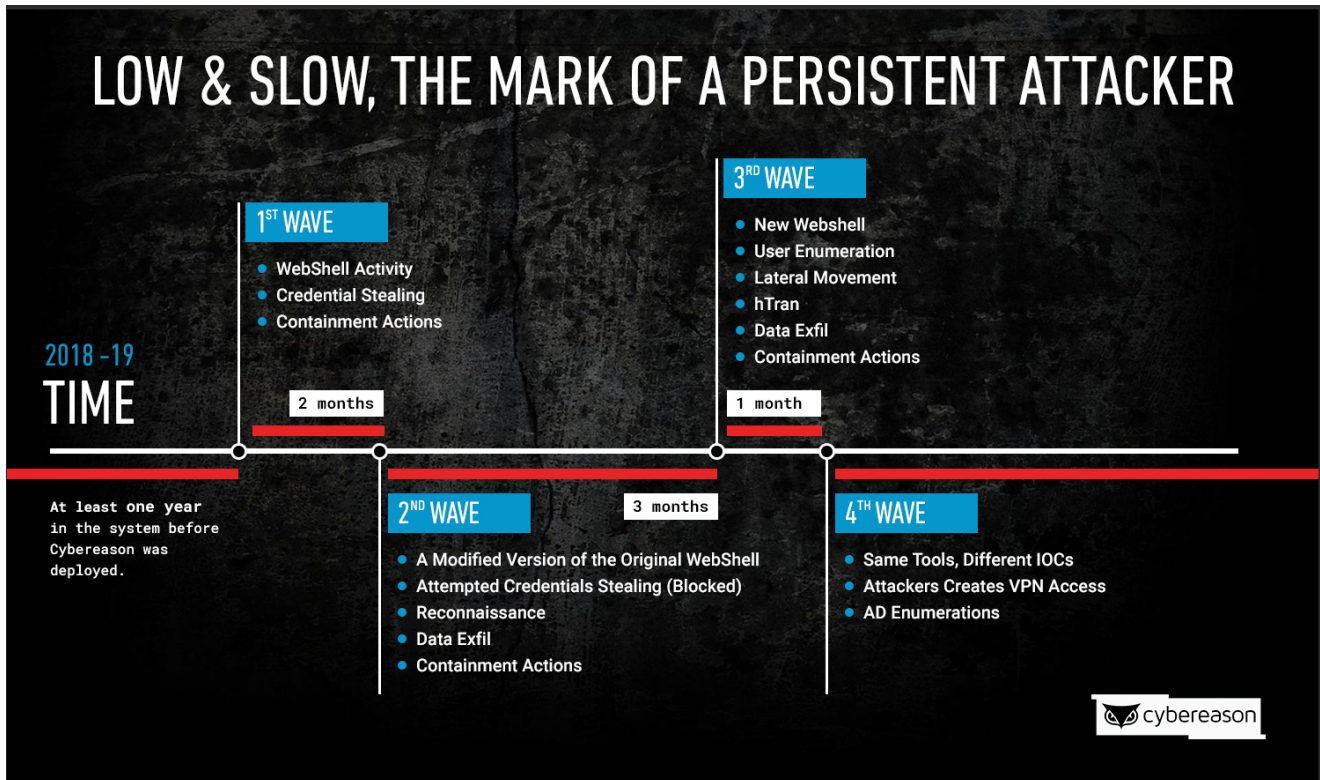 LOW & SLOW, THE MARK OF A PERSISTENT ATTACKER
1ST WAVE
WebShell Activity
Credential Stealing
Containment Actions
3RD WAVE
New Webshell
User Enumeration
Lateral Movement
hTran
Data Exfil
Containment Actions
2018 -19
TIME
2 months
1 month
At least one year
in the system before
Cybereason was
deployed.
2ND WAVE
3 months
A Modified Version of the Original WebShell
Attempted Credentials Stealing (Blocked)
Reconnaissance
Data Exfil
Containment Actions
4TH WAVE
Same Tools, Different IOCs
Attackers Creates VPN Access
AD Enumerations
cybereason